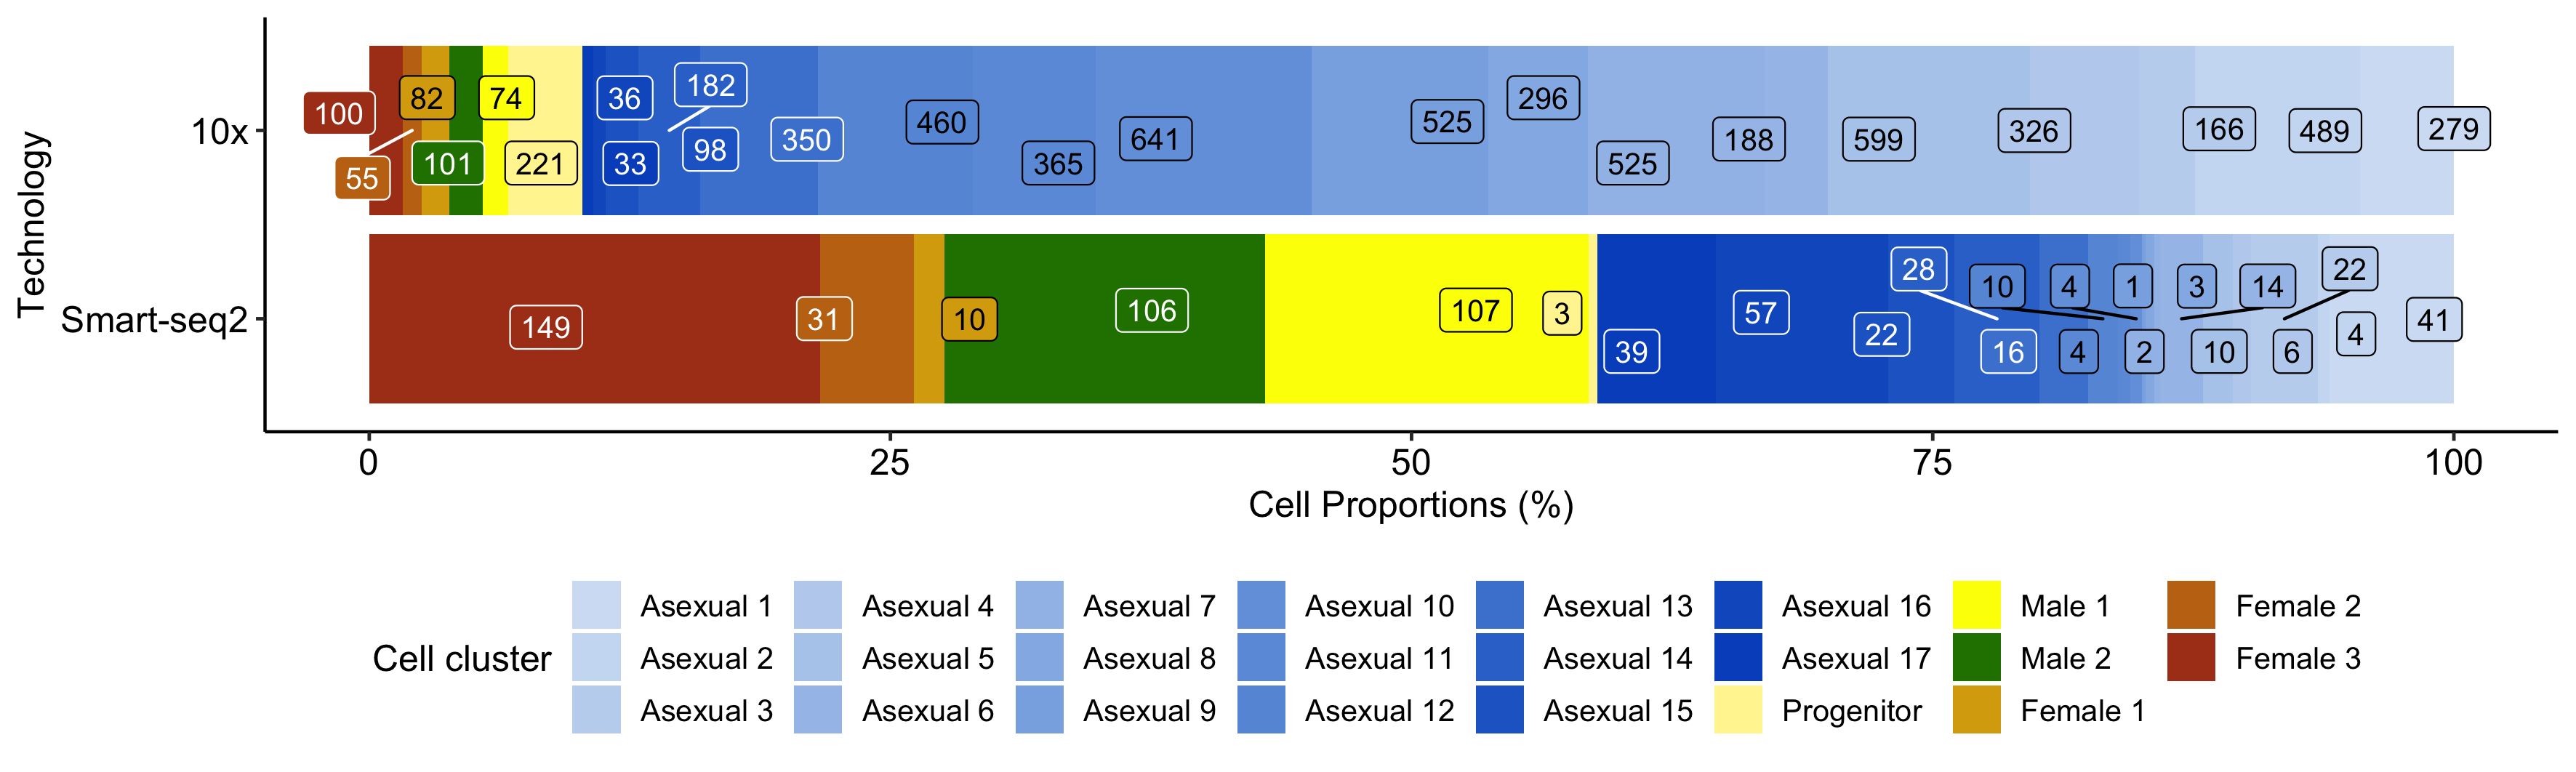 Technology
10x
100 55 82 101 74 221 36 33 182 98 350 460 365 641 525 296 525 188 599 326 166 489 279
Smart-seq2
149 31 10 106 107 3 39 57 22 28 16 10 4 4 2 1 3 10 14 6 22 4 41
0 25 50 75 100
Cell Proportions (%)
Cell cluster
Asexual 1 Asexual 4 Asexual 7 Asexual 10 Asexual 13 Asexual 16 Male 1 Female 2
Asexual 2 Asexual 5 Asexual 8 Asexual 11 Asexual 14 Asexual 17 Male 2 Female 3
Asexual 3 Asexual 6 Asexual 9 Asexual 12 Asexual 15 Progenitor Female 1